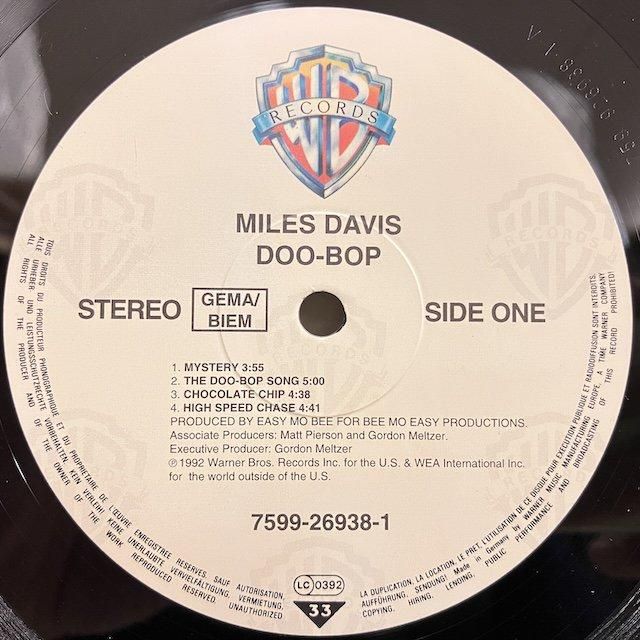 WB
RECORDS
MILES DAVIS
DOO-BOP
STEREO
GEMA/
BIEM
SIDE ONE
1. MYSTERY 3:55
2. THE DOO-BOP SONG 5:00
3. CHOCOLATE CHIP 4:38
4. HIGH SPEED CHASE 4:41
PRODUCED BY EASY MO BEE FOR BEE MO EASY PRODUCTIONS.
Associate Producers: Matt Pierson and Gordon Meltzer.
Executive Producer: Gordon Meltzer
℗ 1992 Warner Bros. Records Inc. for the U.S. & WEA International Inc.
for the world outside of the U.S.
7599-26938-1
LC 0392
33
TOUS DROITS DU PRODUCTEUR PHONOGRAPHIQUE ET DU PROPRIETAIRE DE L'ŒUVRE ENREGISTREE RESERVES. SAUF AUTORISATION, LA DUPLICATION, LA LOCATION, LE PRET, L'UTILISATION DE CE DISQUE POUR EXECUTION PUBLIQUE ET RADIODIFFUSION SONT INTERDITS.
ALLE URHEBER UND LEISTUNGSSCHUTZRECHTE VORBEHALTEN. KEIN VERLEIH! KEINE UNERLAUBTE VERVIELFÄLTIGUNG, VERMIETUNG, AUFFÜHRUNG, SENDUNG! Made in Germany by WARNER MUSIC MANUFACTURING EUROPE. A TIME WARNER COMPANY
ALL RIGHTS OF THE PRODUCER AND OF THE OWNER OF THE WORK REPRODUCED RESERVED. UNAUTHORIZED COPYING, HIRING, LENDING, PUBLIC PERFORMANCE AND BROADCASTING OF THIS RECORD PROHIBITED!